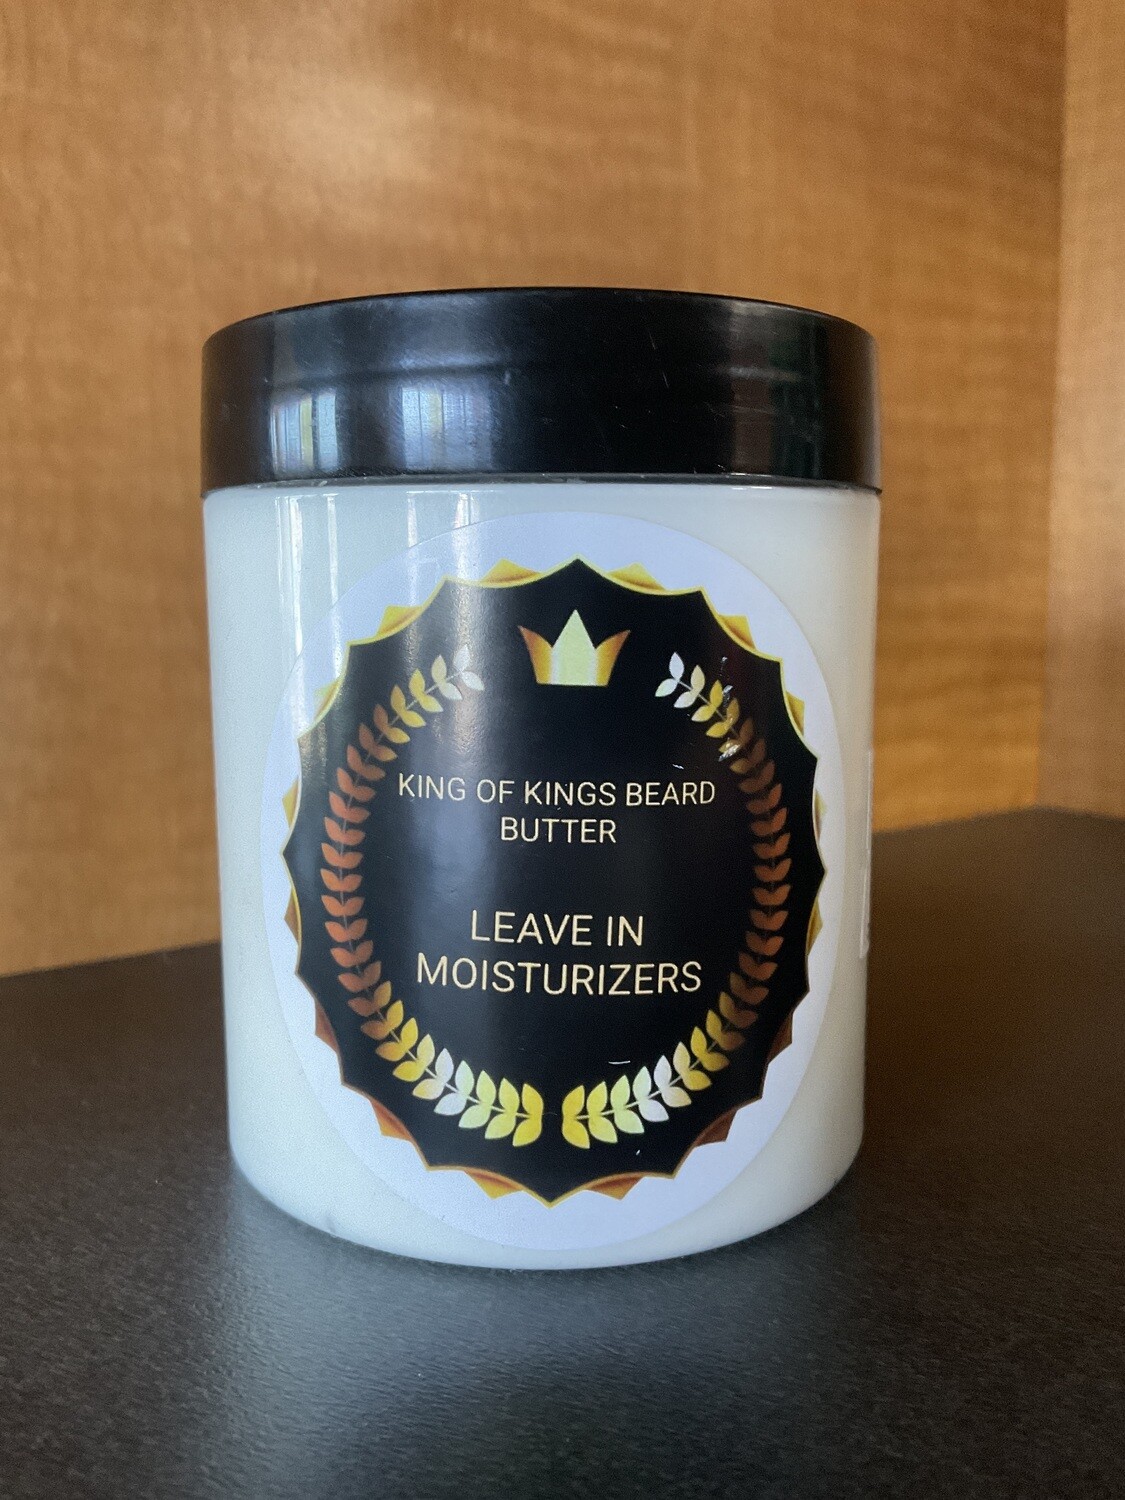 KING OF KINGS BEARD
BUTTER
LEAVE IN
MOISTURIZERS